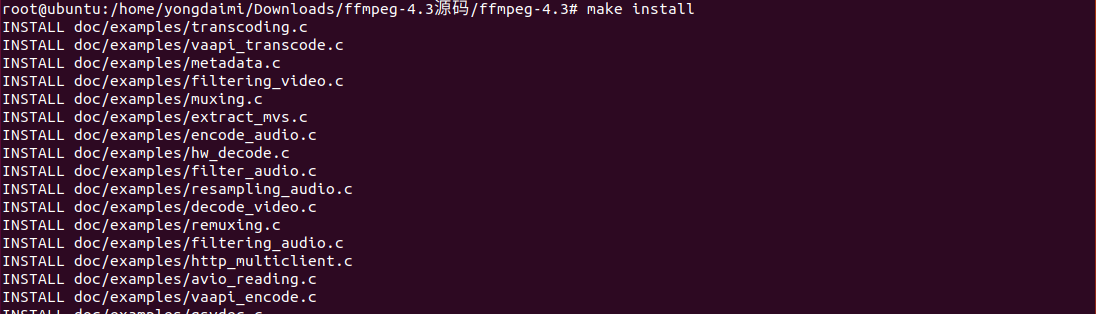 root@ubuntu:/home/yongdaimi/Downloads/ffmpeg-4.3源码/ffmpeg-4.3# make install
INSTALL doc/examples/transcoding.c
INSTALL doc/examples/vaapi_transcode.c
INSTALL doc/examples/metadata.c
INSTALL doc/examples/filtering_video.c
INSTALL doc/examples/muxing.c
INSTALL doc/examples/extract_mvs.c
INSTALL doc/examples/encode_audio.c
INSTALL doc/examples/hw_decode.c
INSTALL doc/examples/filter_audio.c
INSTALL doc/examples/resampling_audio.c
INSTALL doc/examples/decode_video.c
INSTALL doc/examples/remuxing.c
INSTALL doc/examples/filtering_audio.c
INSTALL doc/examples/http_multiclient.c
INSTALL doc/examples/avio_reading.c
INSTALL doc/examples/vaapi_encode.c
INSTALL doc/examples/qsvdec.c